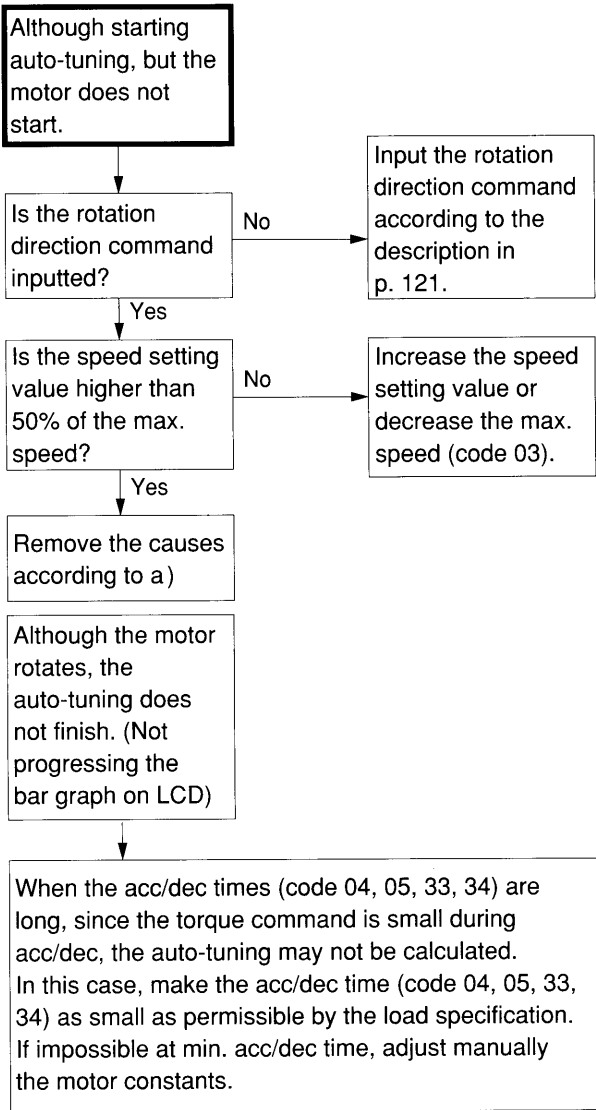 Although starting
auto-tuning, but the
motor does not
start.
Is the rotation
direction command
inputted?
No
Input the rotation
direction command
according to the
description in
p. 121.
Yes
Is the speed setting
value higher than
50% of the max.
speed?
No
Increase the speed
setting value or
decrease the max.
speed (code 03).
Yes
Remove the causes
according to a)
Although the motor
rotates, the
auto-tuning does
not finish. (Not
progressing the
bar graph on LCD)
When the acc/dec times (code 04, 05, 33, 34) are
long, since the torque command is small during
acc/dec, the auto-tuning may not be calculated.
In this case, make the acc/dec time (code 04, 05, 33,
34) as small as permissible by the load specification.
If impossible at min. acc/dec time, adjust manually
the motor constants.